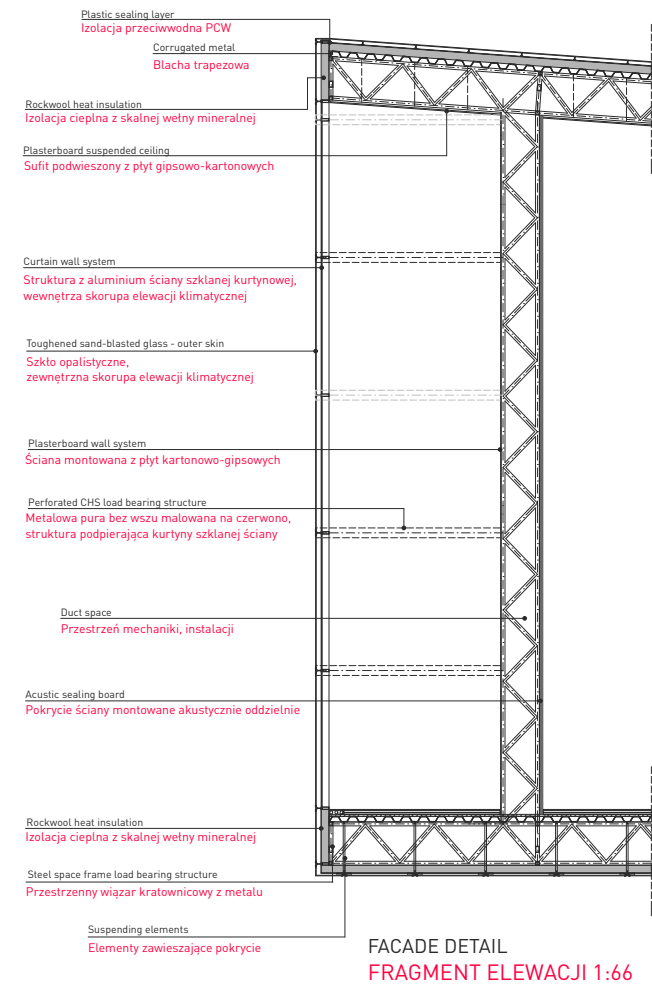 Plastic sealing layer
Izolacja przeciwwodna PCW
Corrugated metal
Blacha trapezowa
Rockwool heat insulation
Izolacja cieplna z skalnej wełny mineralnej
Plasterboard suspended ceiling
Sufit podwieszony z płyt gipsowo-kartonowych
Curtain wall system
Struktura z aluminium ściany szklanej kurtynowej,
wewnętrza skorupa elewacji klimatycznej
Toughened sand-blasted glass - outer skin
Szkło opalistyczne,
zewnętrzna skorupa elewacji klimatycznej
Plasterboard wall system
Ściana montowana z płyt kartonowo-gipsowych
Perforated CHS load bearing structure
Metalowa pura bez wszu malowana na czerwono,
struktura podpierająca kurtyny szklanej ściany
Duct space
Przestrzeń mechaniki, instalacji
Acustic sealing board
Pokrycie ściany montowane akustycznie oddzielnie
Rockwool heat insulation
Izolacja cieplna z skalnej wełny mineralnej
Steel space frame load bearing structure
Przestrzenny wiązar kratownicowy z metalu
Suspending elements
Elementy zawieszające pokrycie
FACADE DETAIL
FRAGMENT ELEWACJI 1:66